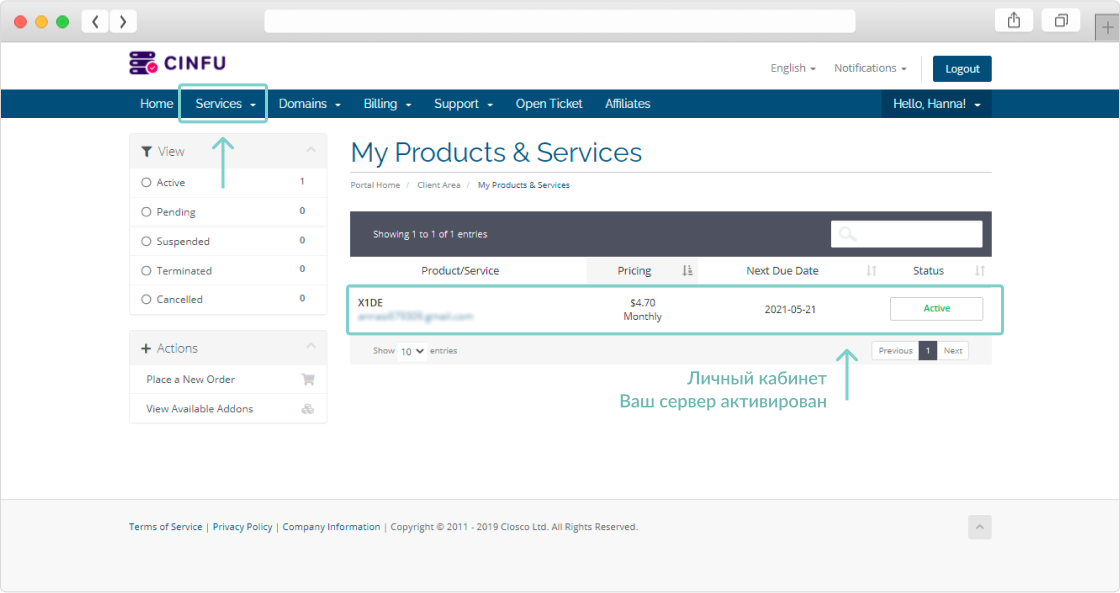 CINFU
English
Notifications
Logout
Home Services Domains Billing Support Open Ticket Affiliates Hello, Hanna!
View
Active 1
Pending 0
Suspended 0
Terminated 0
Cancelled 0
Actions
Place a New Order
View Available Addons
My Products & Services
Portal Home / Client Area / My Products & Services
Showing 1 to 1 of 1 entries
Product/Service Pricing Next Due Date Status
X1DE
$4.70
Monthly
2021-05-21
Active
Show 10 entries
Previous 1 Next
Личный кабинет
Ваш сервер активирован
Terms of Service | Privacy Policy | Company Information | Copyright © 2011 - 2019 Closco Ltd. All Rights Reserved.